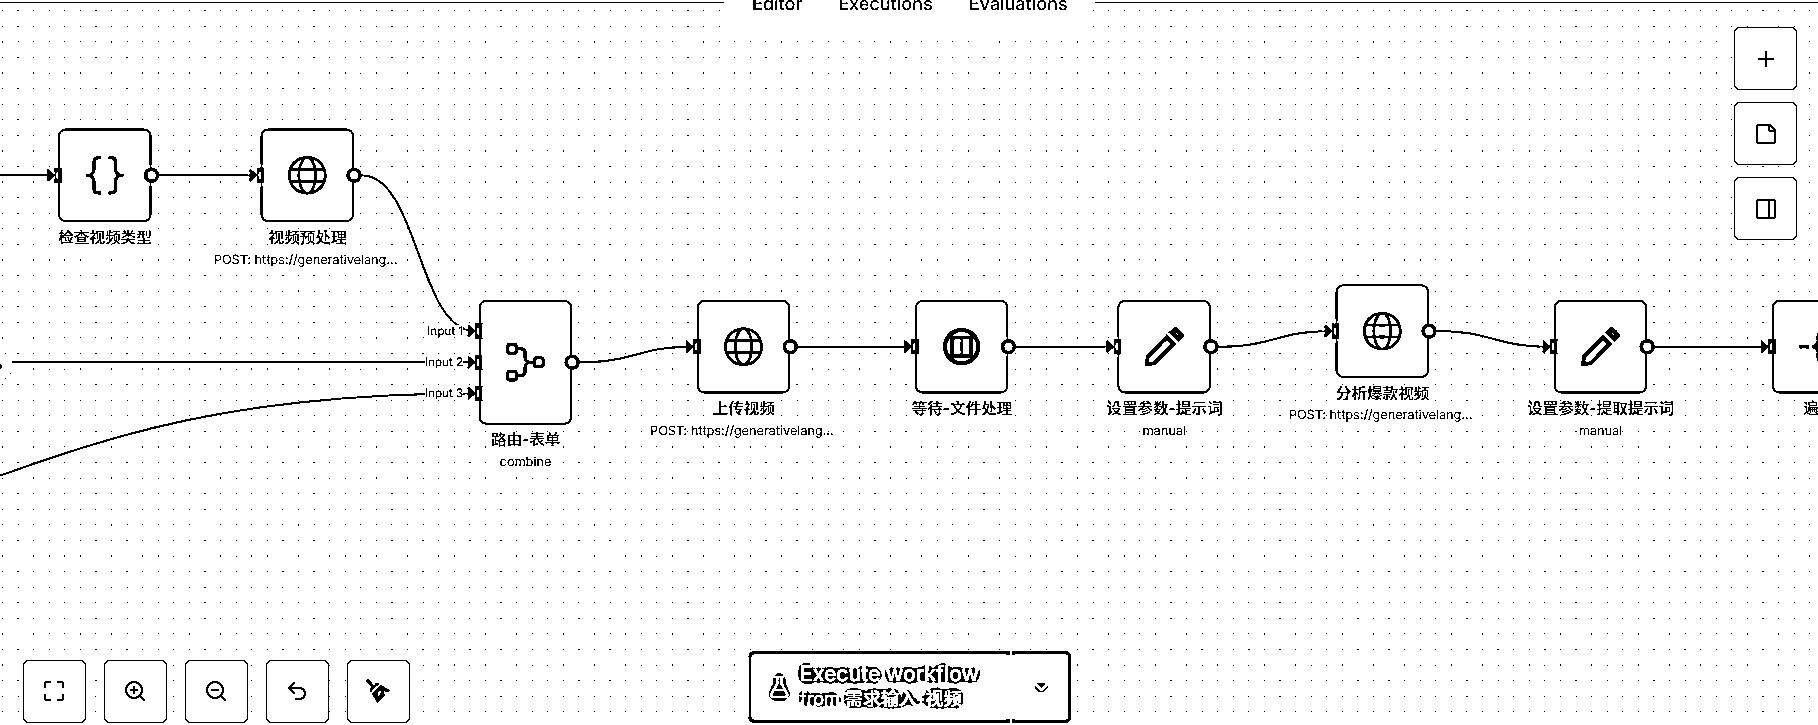 Editor Executions Evaluations
检查视频类型
视频预处理
POST: https://generativelang...
Input 1
Input 2
Input 3
路由-表单
combine
上传视频
POST: https://generativelang...
等待-文件处理
设置参数-提示词
manual
分析爆款视频
POST: https://generativelang...
设置参数-提取提示词
manual
遍
Execute workflow
from 需求输入-视频